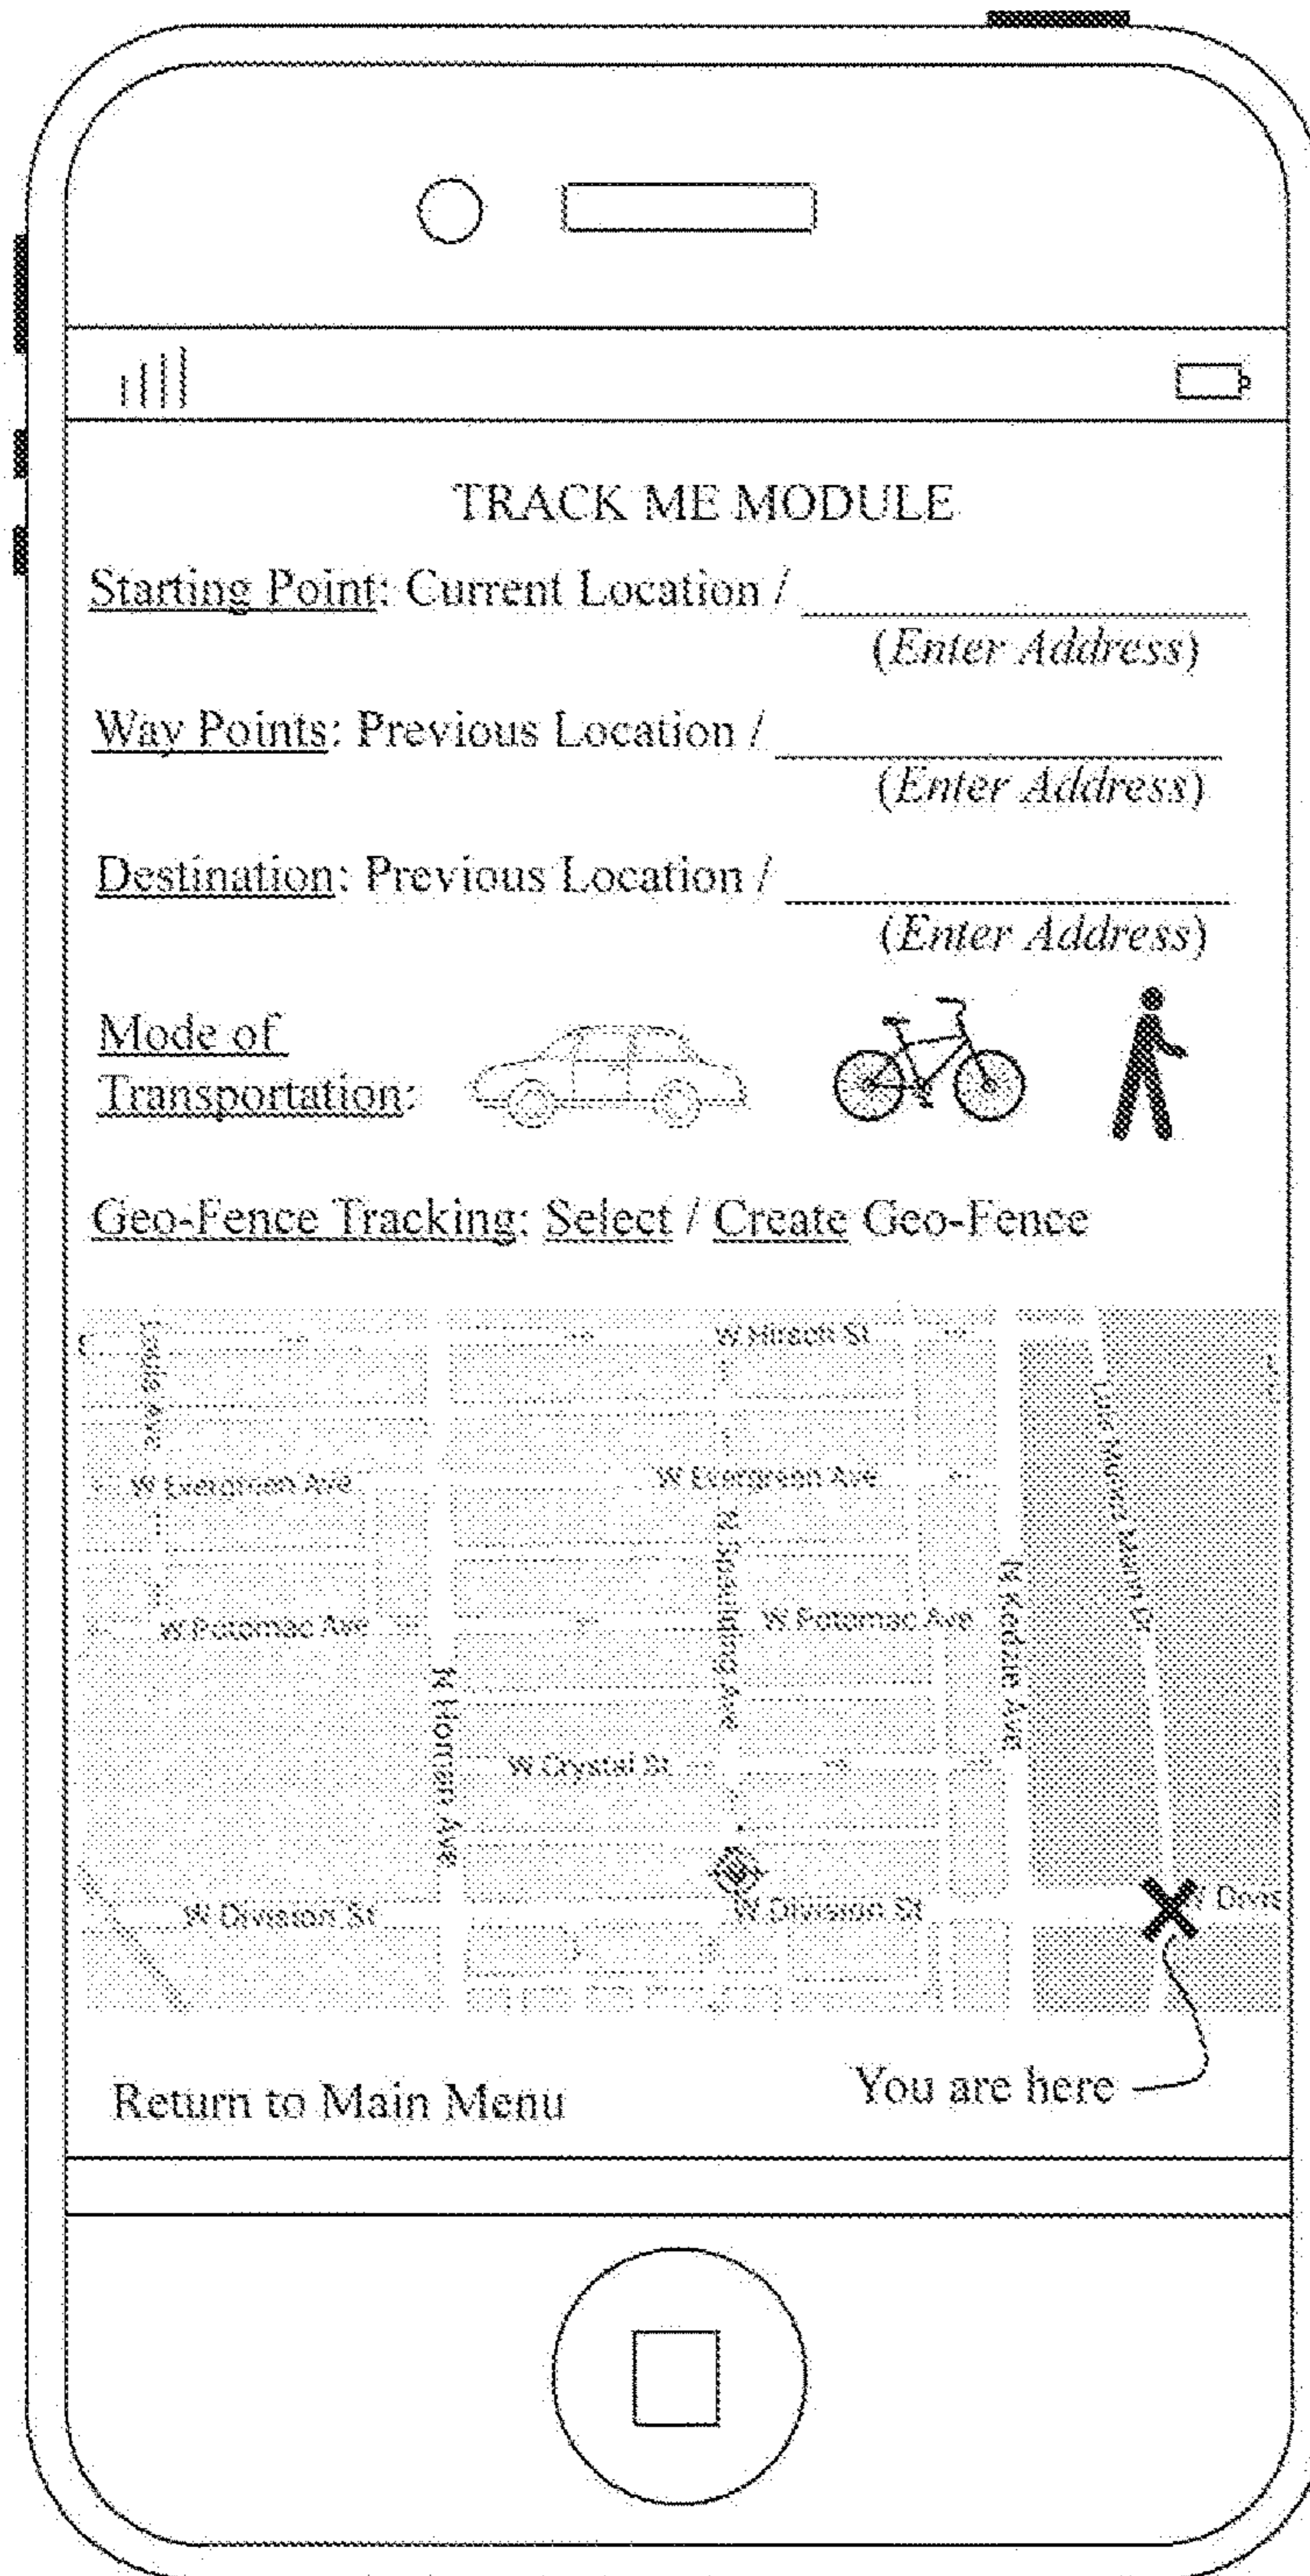 TRACK ME MODULE
Starting Point: Current Location /
(Enter Address)
Way Points: Previous Location /
(Enter Address)
Destination: Previous Location /
(Enter Address)
Mode of
Transportation:
Geo-Fence Tracking: Select / Create Geo-Fence
W Hirsch St
W Evergreen Ave
W Evergreen Ave
N Spaulding Ave
N Kedzie Ave
W Potomac Ave
W Potomac Ave
N Homan Ave
W Crystal St
W Division St
W Division St
You are here
Return to Main Menu